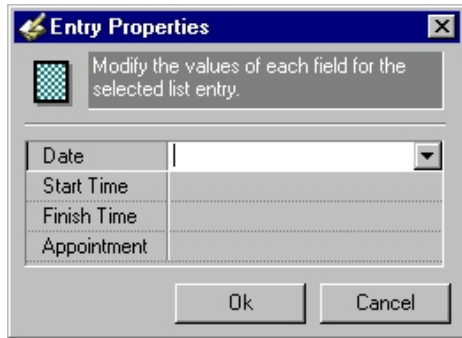 Entry Properties
Modify the values of each field for the
selected list entry.
Date
Start Time
Finish Time
Appointment
Ok Cancel